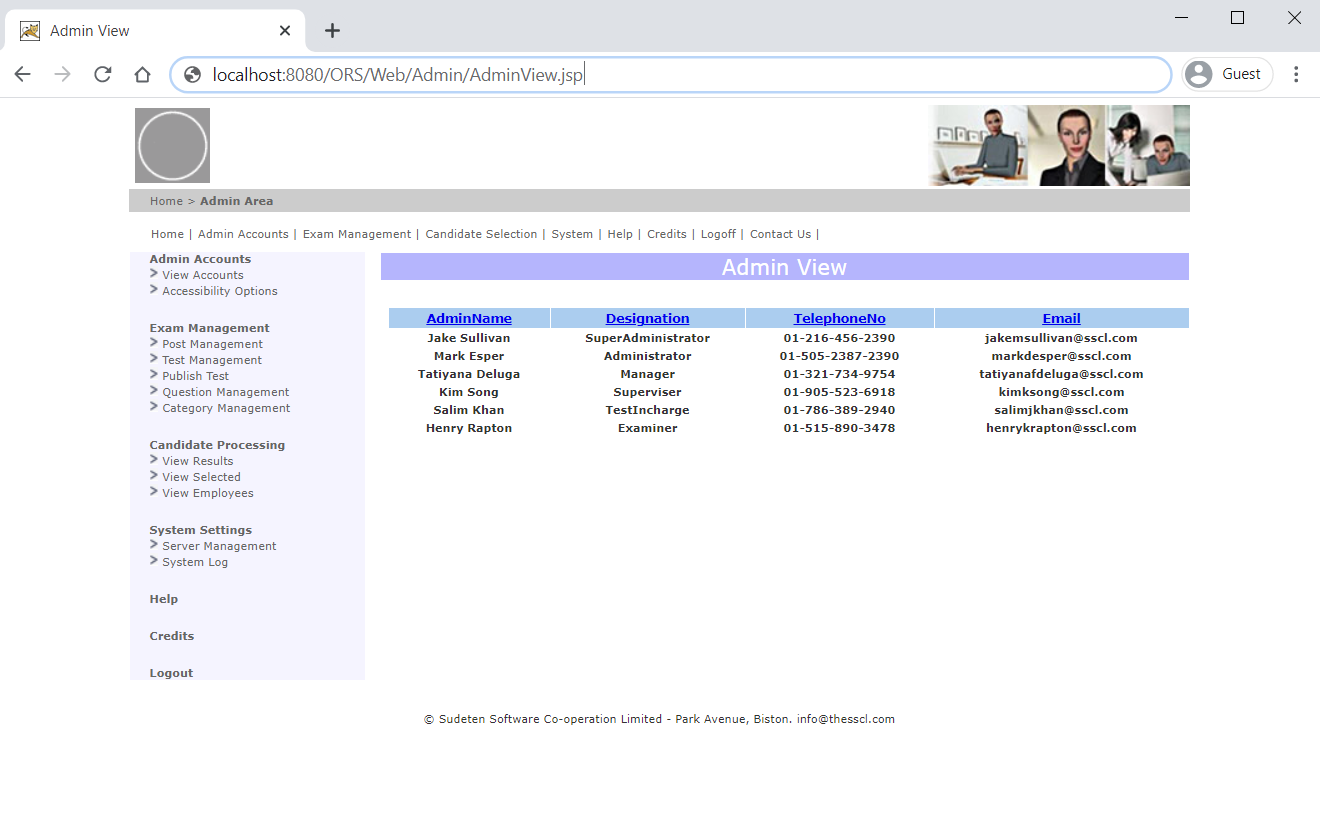 Admin View
localhost:8080/ORS/Web/Admin/AdminView.jsp
Guest
Home > Admin Area
Home | Admin Accounts | Exam Management | Candidate Selection | System | Help | Credits | Logoff | Contact Us |
Admin Accounts
> View Accounts
> Accessibility Options
Exam Management
> Post Management
> Test Management
> Publish Test
> Question Management
> Category Management
Candidate Processing
> View Results
> View Selected
> View Employees
System Settings
> Server Management
> System Log
Help
Credits
Logout
Admin View
AdminName Designation TelephoneNo Email
Jake Sullivan SuperAdministrator 01-216-456-2390 jakemsullivan@sscl.com
Mark Esper Administrator 01-505-2387-2390 markdesper@sscl.com
Tatiyana Deluga Manager 01-321-734-9754 tatiyanafdeluga@sscl.com
Kim Song Superviser 01-905-523-6918 kimksong@sscl.com
Salim Khan TestIncharge 01-786-389-2940 salimjkhan@sscl.com
Henry Rapton Examiner 01-515-890-3478 henrykrapton@sscl.com
© Sudeten Software Co-operation Limited - Park Avenue, Biston. info@thesscl.com